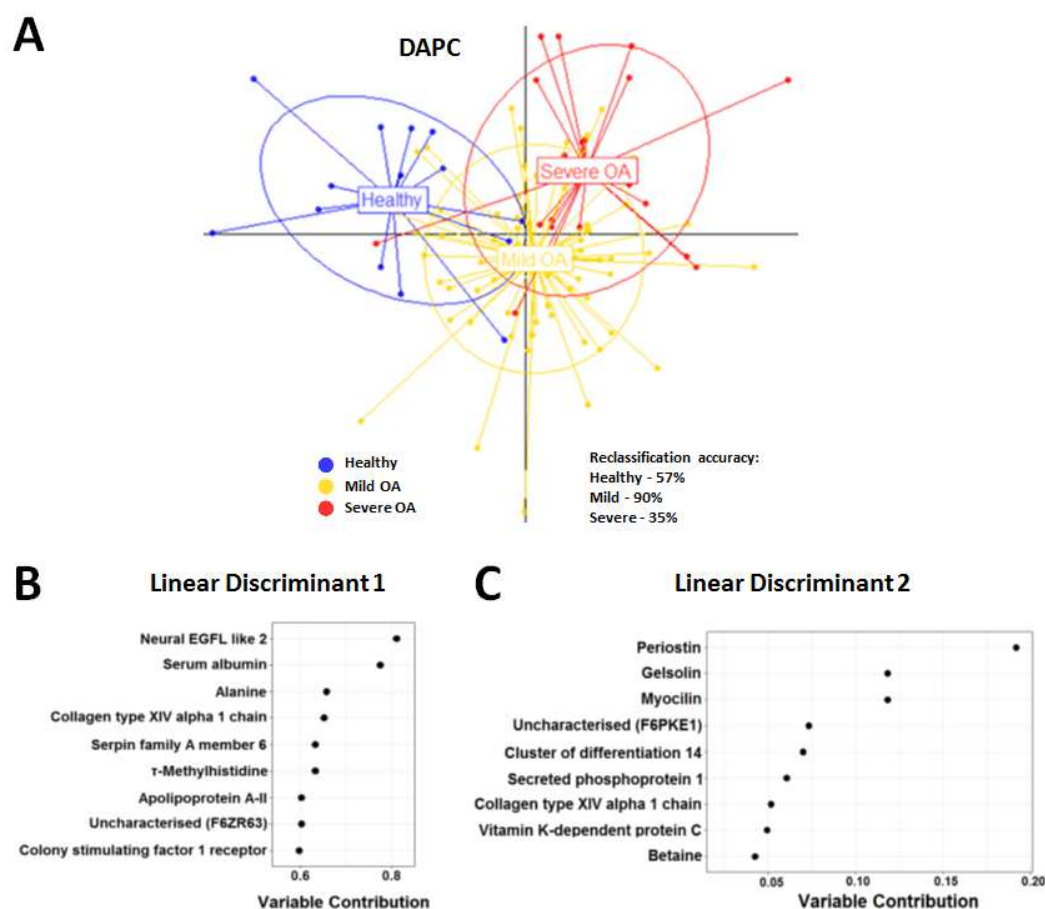 A
DAPC
Healthy
Severe OA
Mild OA
Healthy
Mild OA
Severe OA
Reclassification accuracy:
Healthy - 57%
Mild - 90%
Severe - 35%
B
Linear Discriminant 1
Neural EGFL like 2
Serum albumin
Alanine
Collagen type XIV alpha 1 chain
Serpin family A member 6
τ-Methylhistidine
Apolipoprotein A-II
Uncharacterised (F6ZR63)
Colony stimulating factor 1 receptor
0.6 0.8
Variable Contribution
C
Linear Discriminant 2
Periostin
Gelsolin
Myocilin
Uncharacterised (F6PKE1)
Cluster of differentiation 14
Secreted phosphoprotein 1
Collagen type XIV alpha 1 chain
Vitamin K-dependent protein C
Betaine
0.05 0.10 0.15 0.20
Variable Contribution